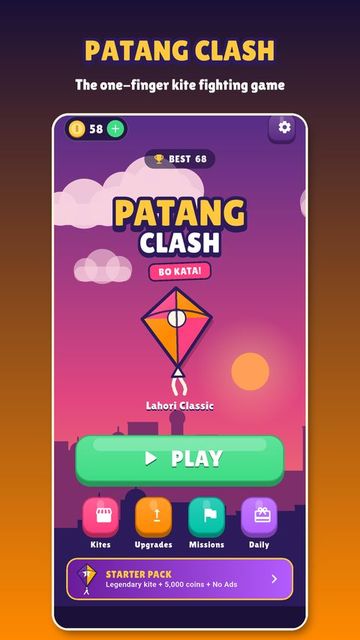 PATANG CLASH
The one-finger kite fighting game
58
BEST 68
PATANG
CLASH
BO KATA!
Lahori Classic
PLAY
Kites
Upgrades
Missions
Daily
STARTER PACK
Legendary kite + 5,000 coins + No Ads